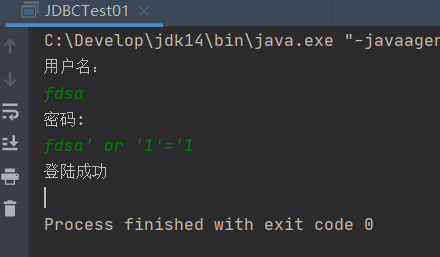 JDBCTest01
C:\Develop\jdk14\bin\java.exe "-javaager
用户名：
fdsa
密码:
fdsa' or '1'='1
登陆成功
Process finished with exit code 0